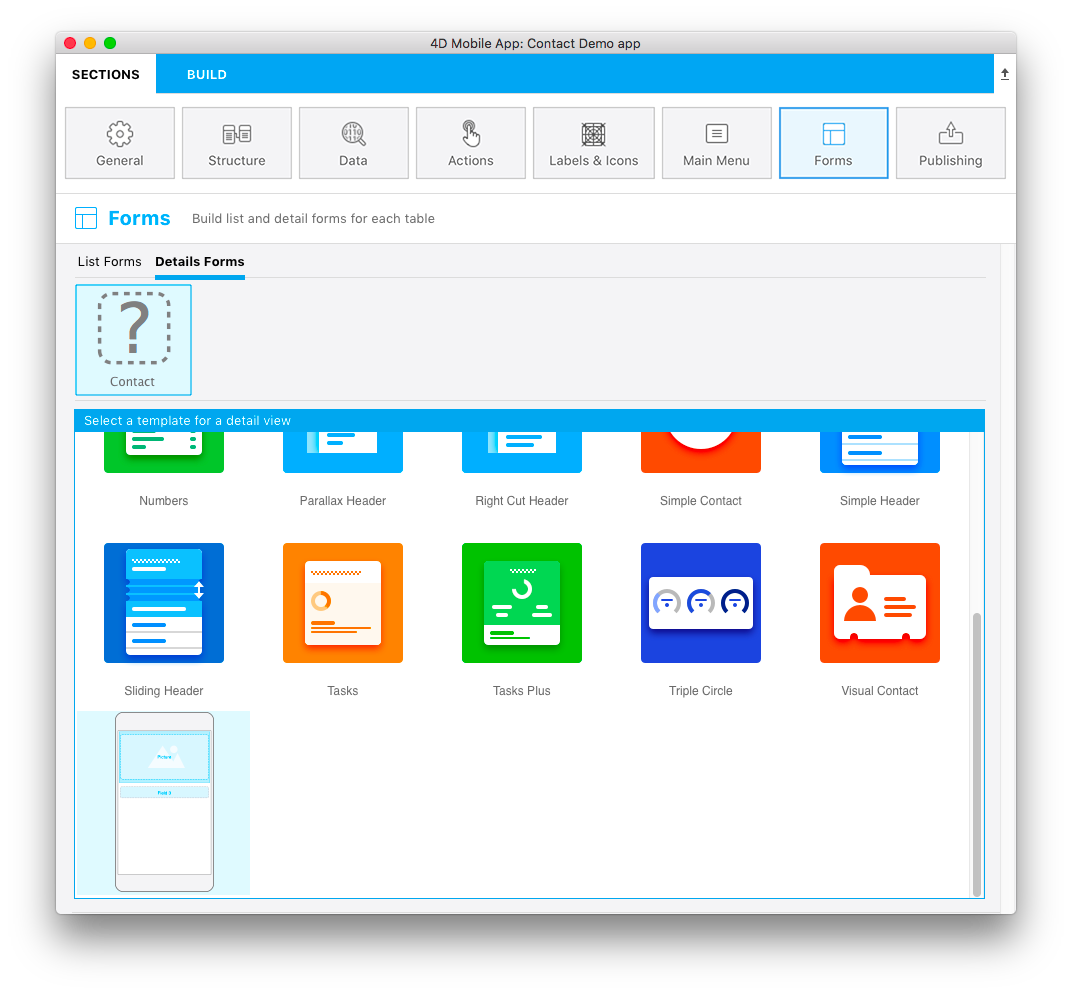 4D Mobile App: Contact Demo app
SECTIONS BUILD
General Structure Data Actions Labels & Icons Main Menu Forms Publishing
Forms Build list and detail forms for each table
List Forms Details Forms
?
Contact
Select a template for a detail view
Numbers Parallax Header Right Cut Header Simple Contact Simple Header
Sliding Header Tasks Tasks Plus Triple Circle Visual Contact
Picture